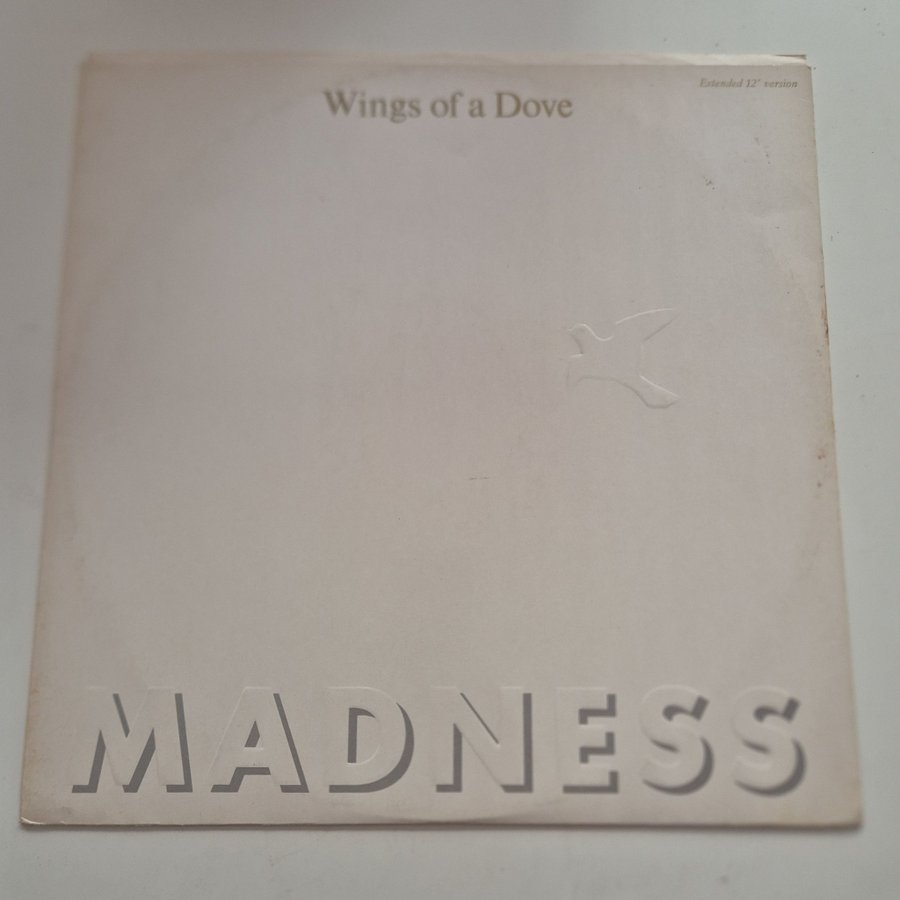 Extended 12" version
Wings of a Dove
MADNESS